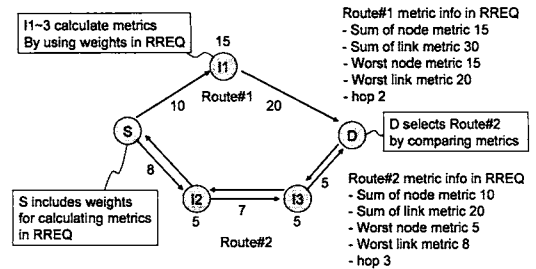 I1~3 calculate metrics
By using weights in RREQ
15
I1
Route#1
10
20
Route#1 metric info in RREQ
- Sum of node metric 15
- Sum of link metric 30
- Worst node metric 15
- Worst link metric 20
- hop 2
S
D
D selects Route#2
by comparing metrics
8
5
I2
7
I3
5
5
Route#2
S includes weights
for calculating metrics
in RREQ
Route#2 metric info in RREQ
- Sum of node metric 10
- Sum of link metric 20
- Worst node metric 5
- Worst link metric 8
- hop 3